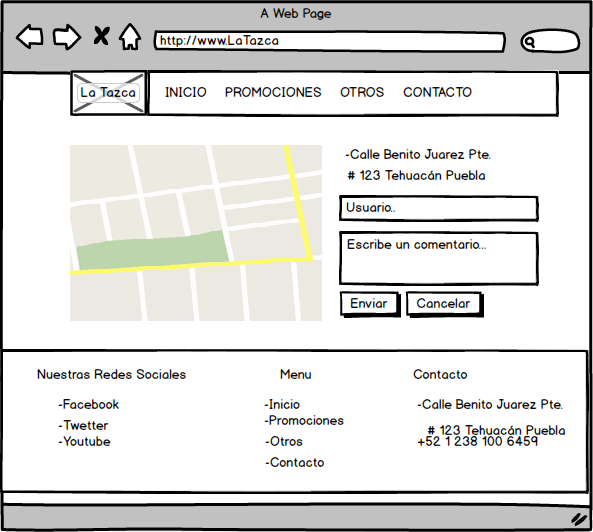 A Web Page
http://www.LaTazca
La Tazca
INICIO PROMOCIONES OTROS CONTACTO
-Calle Benito Juarez Pte.
# 123 Tehuacán Puebla
Usuario..
Escribe un comentario...
Enviar Cancelar
Nuestras Redes Sociales
-Facebook
-Twetter
-Youtube
Menu
-Inicio
-Promociones
-Otros
-Contacto
Contacto
-Calle Benito Juarez Pte.
# 123 Tehuacán Puebla
+52 1 238 100 6459